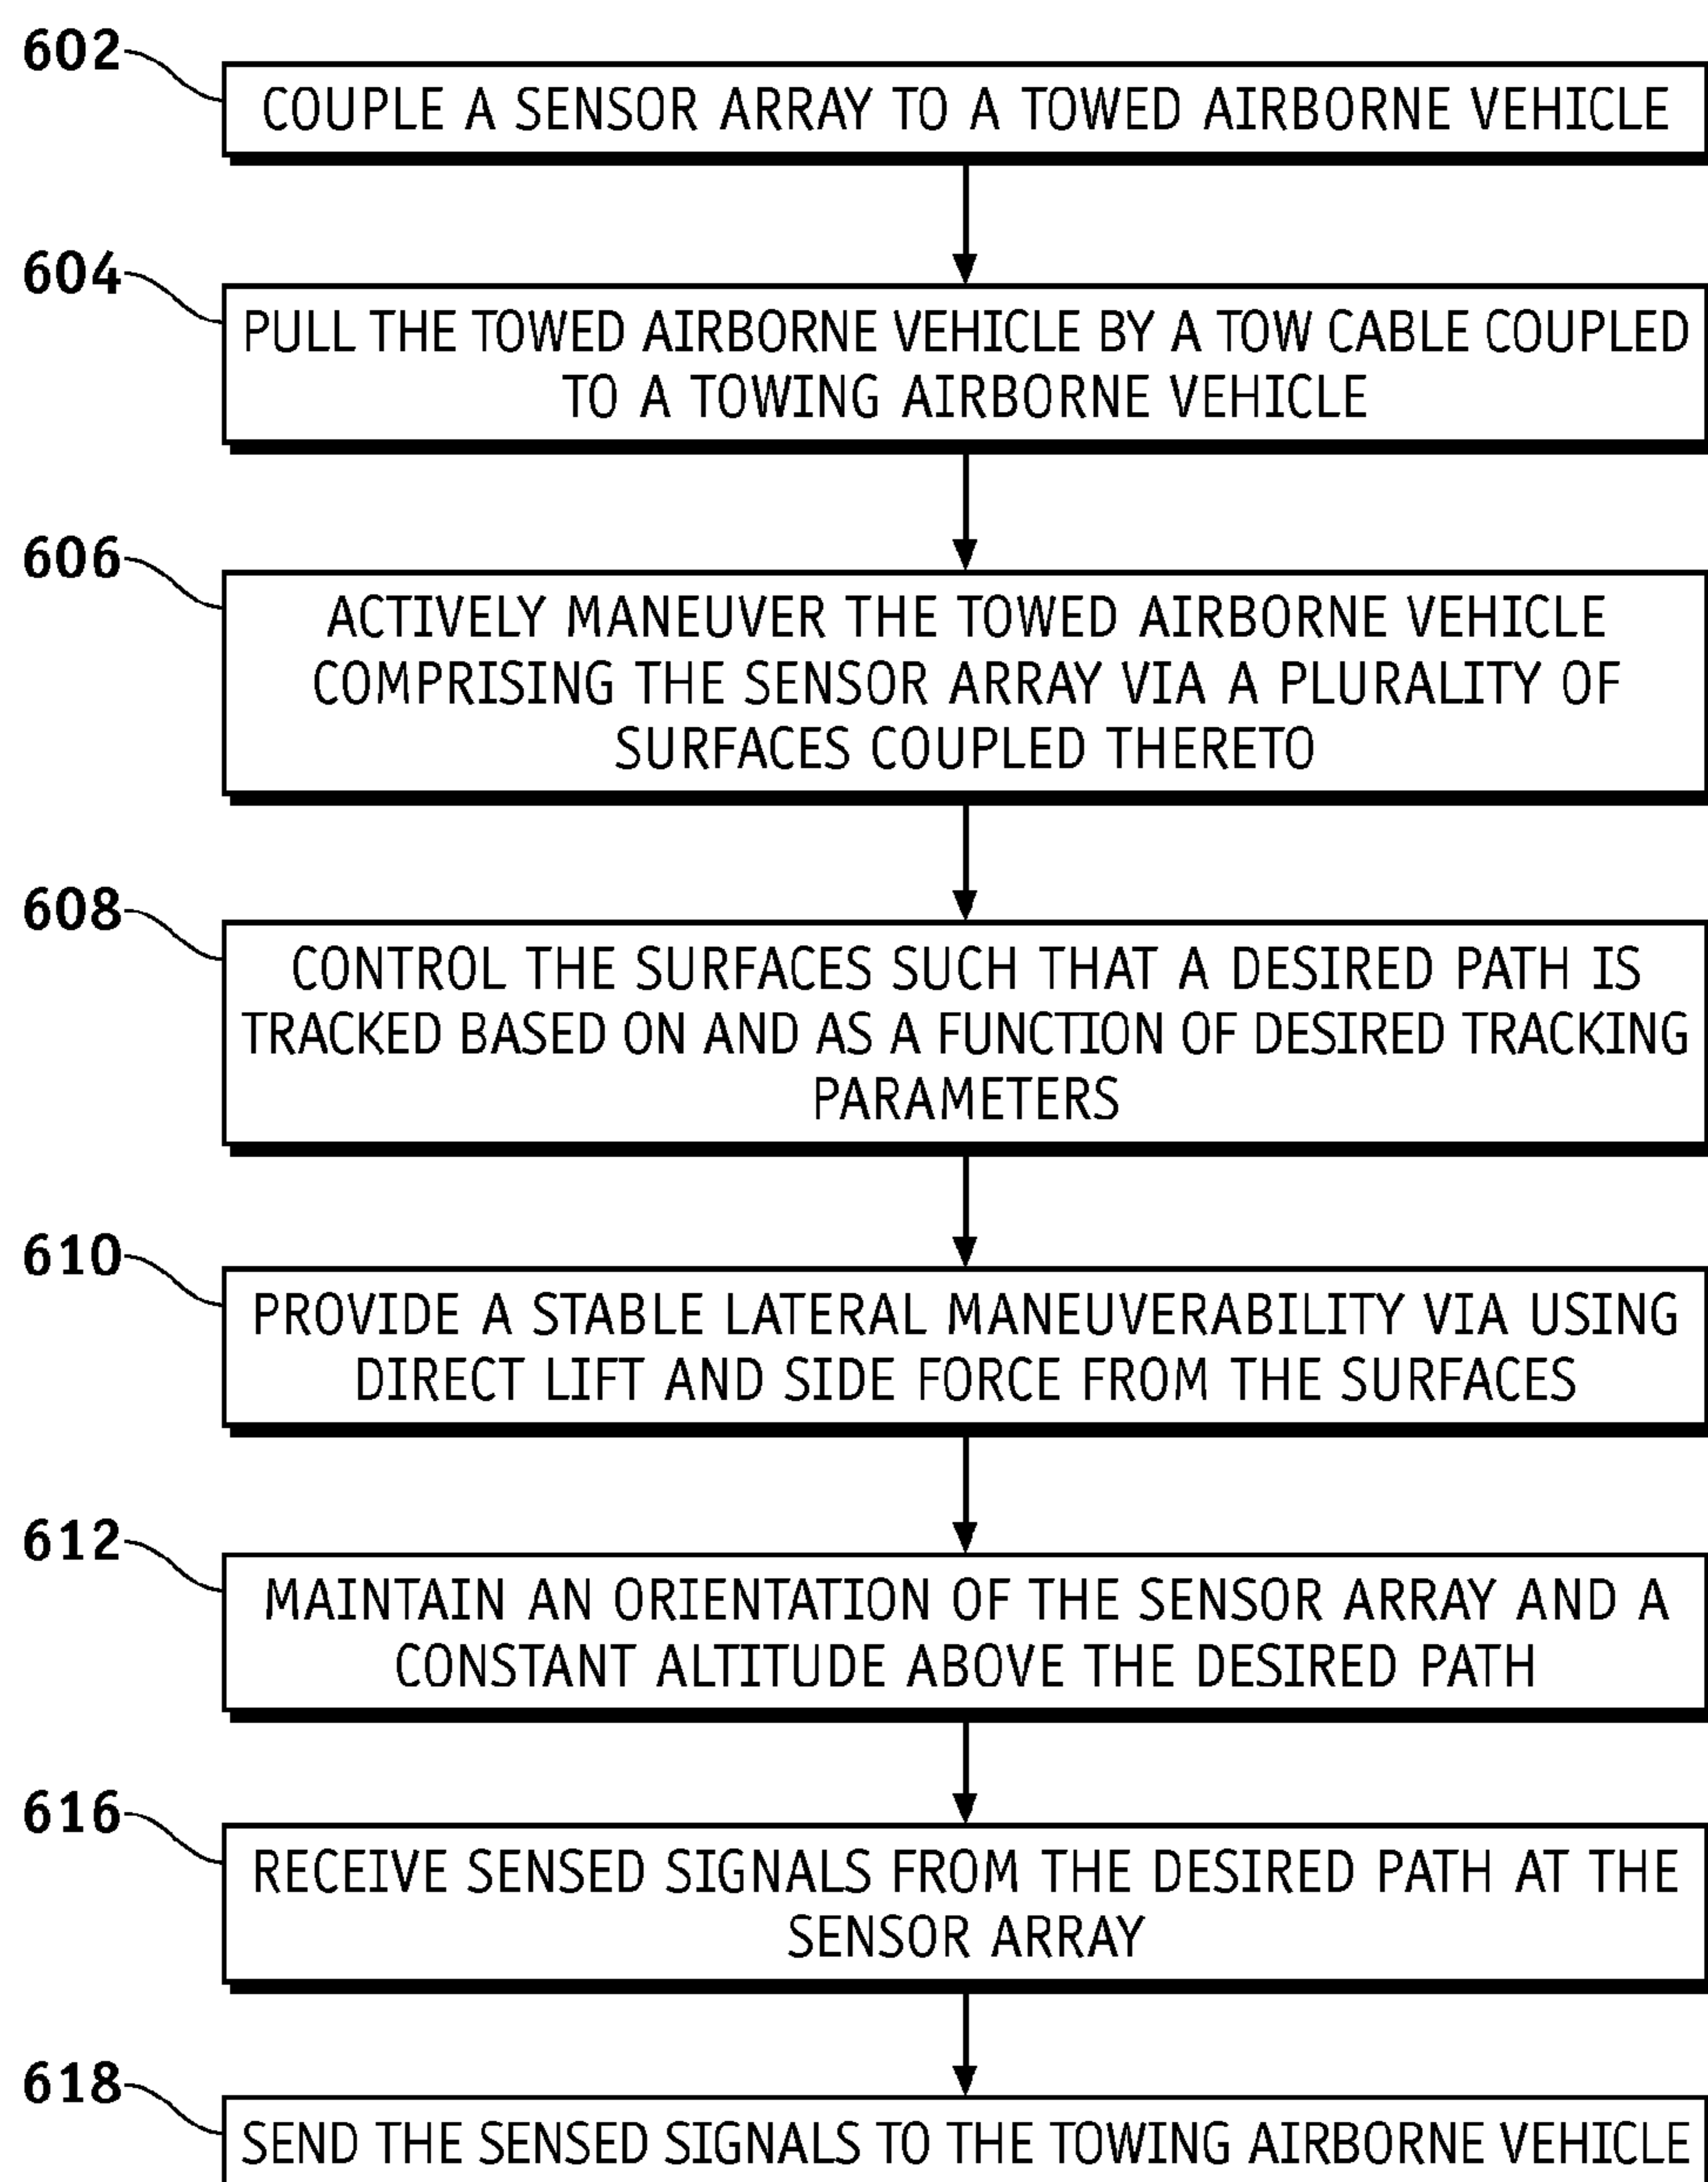 602
COUPLE A SENSOR ARRAY TO A TOWED AIRBORNE VEHICLE
604
PULL THE TOWED AIRBORNE VEHICLE BY A TOW CABLE COUPLED
TO A TOWING AIRBORNE VEHICLE
606
ACTIVELY MANEUVER THE TOWED AIRBORNE VEHICLE
COMPRISING THE SENSOR ARRAY VIA A PLURALITY OF
SURFACES COUPLED THERETO
608
CONTROL THE SURFACES SUCH THAT A DESIRED PATH IS
TRACKED BASED ON AND AS A FUNCTION OF DESIRED TRACKING
PARAMETERS
610
PROVIDE A STABLE LATERAL MANEUVERABILITY VIA USING
DIRECT LIFT AND SIDE FORCE FROM THE SURFACES
612
MAINTAIN AN ORIENTATION OF THE SENSOR ARRAY AND A
CONSTANT ALTITUDE ABOVE THE DESIRED PATH
616
RECEIVE SENSED SIGNALS FROM THE DESIRED PATH AT THE
SENSOR ARRAY
618
SEND THE SENSED SIGNALS TO THE TOWING AIRBORNE VEHICLE